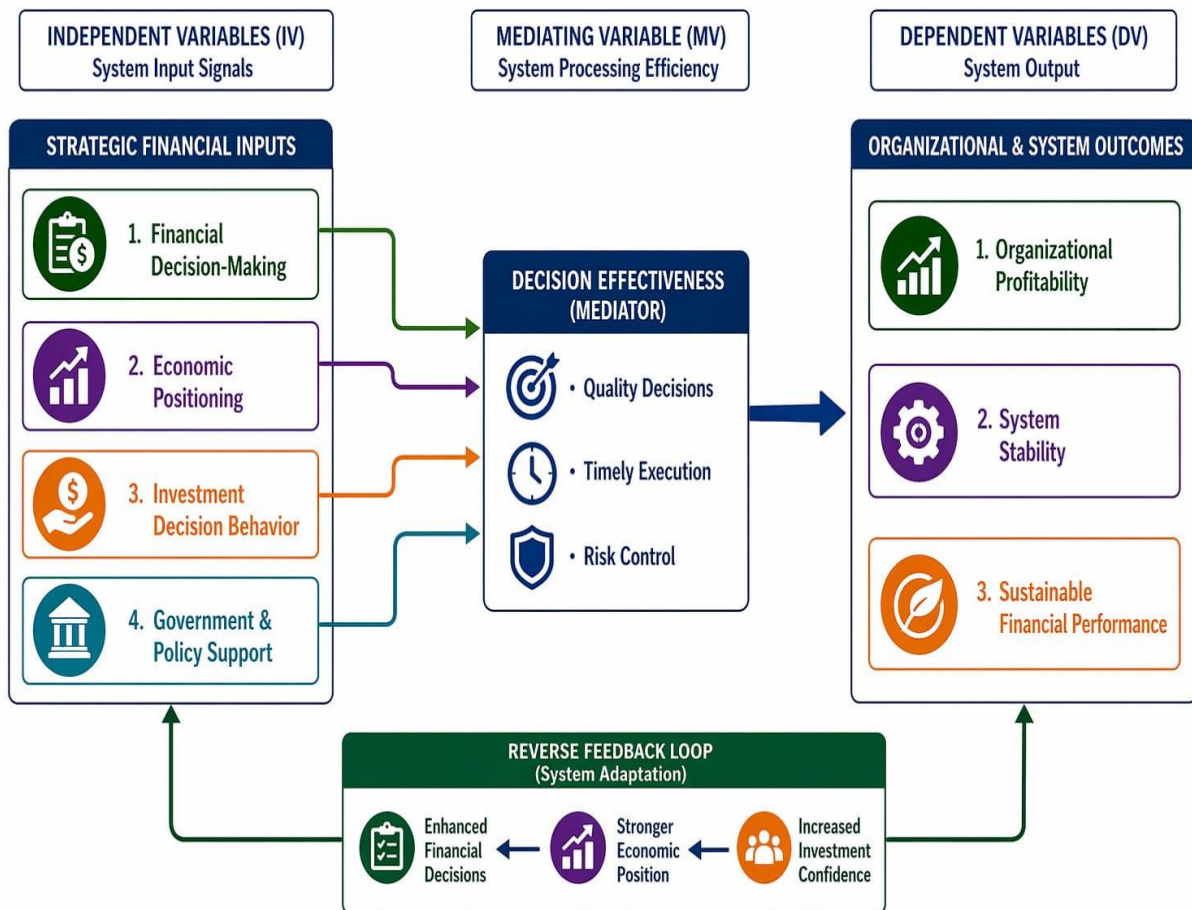 INDEPENDENT VARIABLES (IV)
System Input Signals
MEDIATING VARIABLE (MV)
System Processing Efficiency
DEPENDENT VARIABLES (DV)
System Output
STRATEGIC FINANCIAL INPUTS
1. Financial
Decision-Making
2. Economic
Positioning
3. Investment
Decision Behavior
4. Government &
Policy Support
DECISION EFFECTIVENESS
(MEDIATOR)
• Quality Decisions
• Timely Execution
• Risk Control
ORGANIZATIONAL & SYSTEM OUTCOMES
1. Organizational
Profitability
2. System
Stability
3. Sustainable
Financial Performance
REVERSE FEEDBACK LOOP
(System Adaptation)
Enhanced
Financial
Decisions
Stronger
Economic
Position
Increased
Investment
Confidence